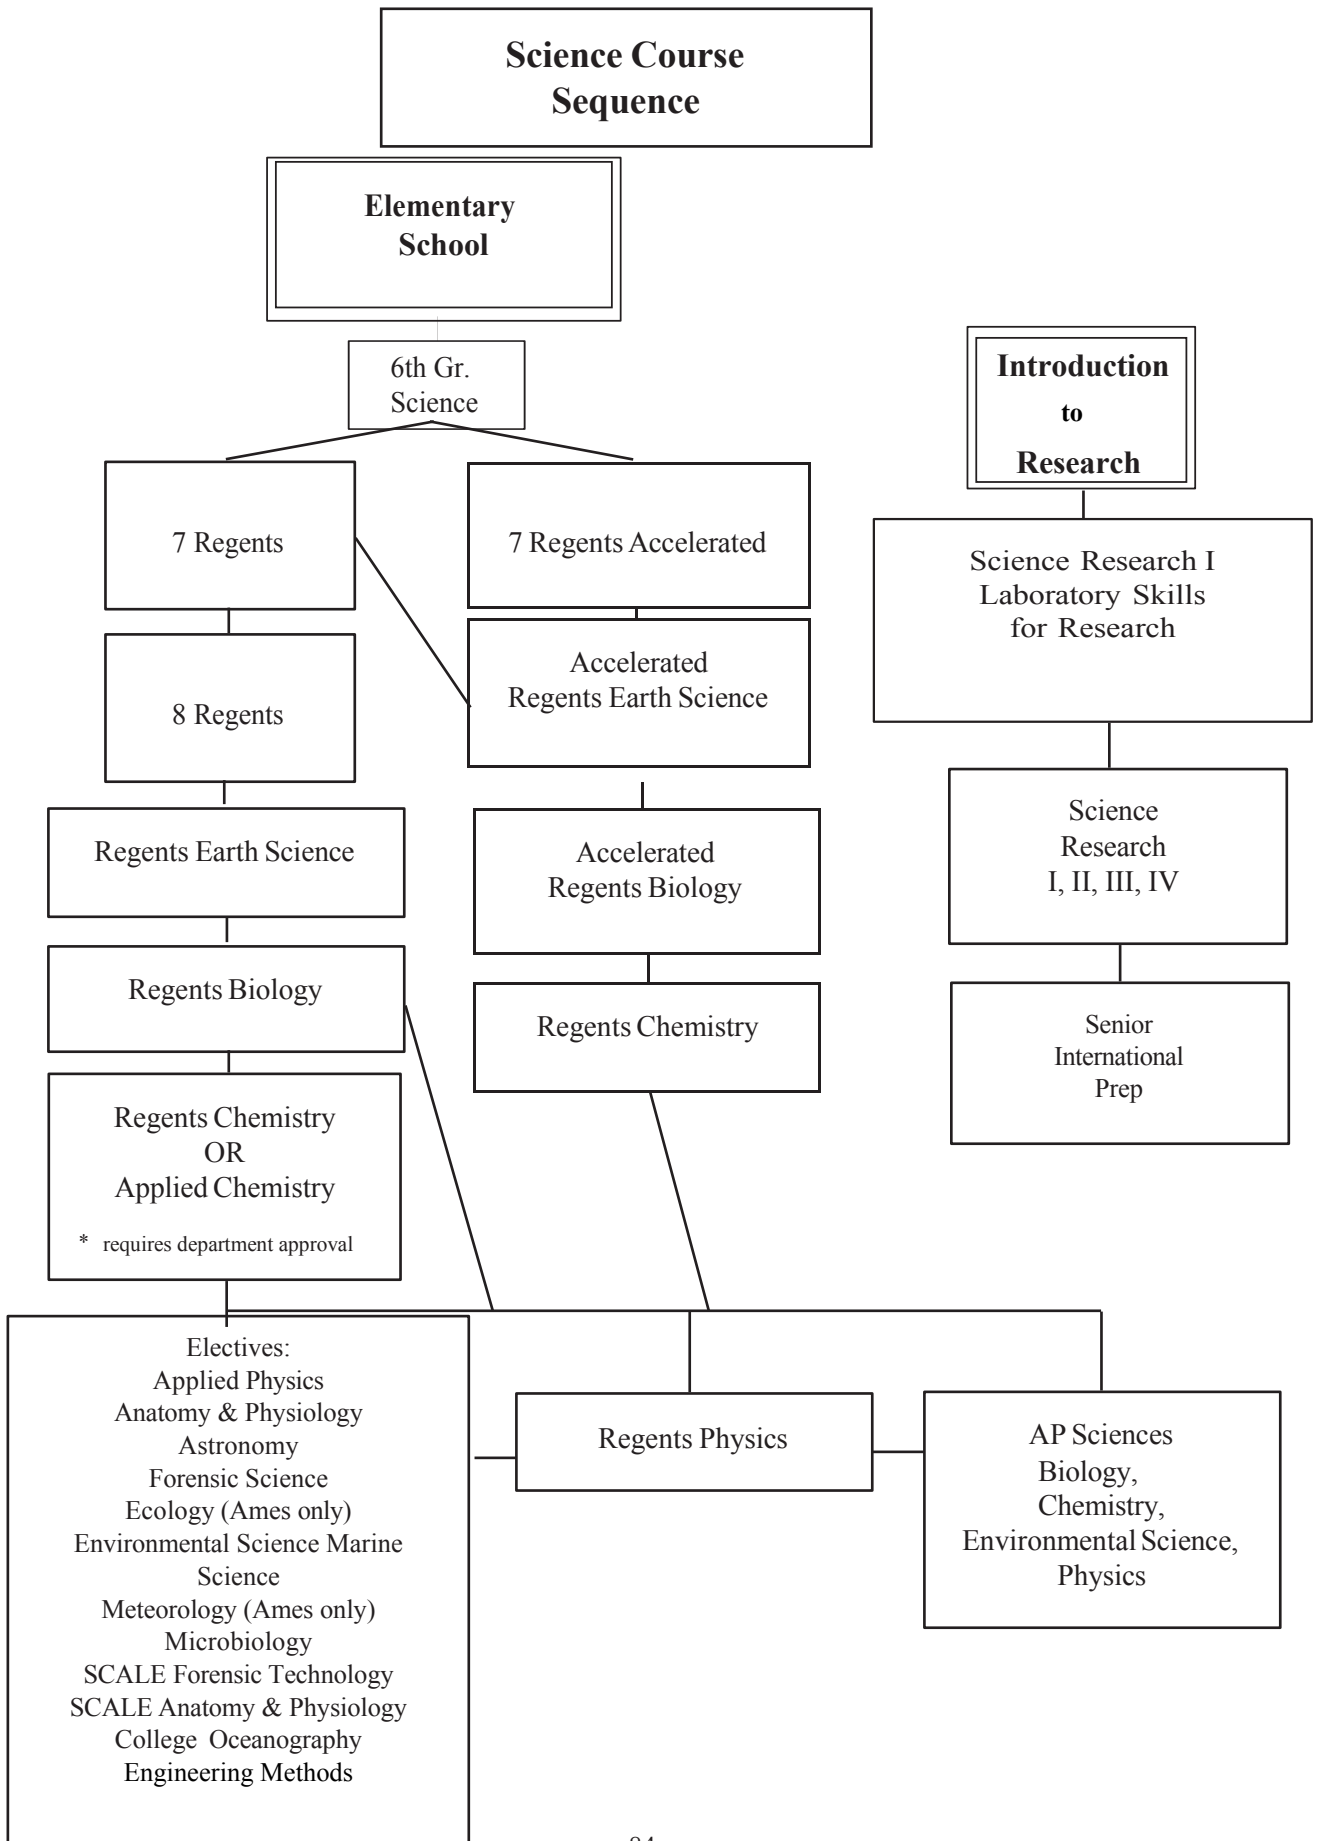 Science Course
Sequence
Elementary
School
6th Gr.
Science
Introduction
to
Research
7 Regents
7 Regents Accelerated
Science Research I
Laboratory Skills
for Research
8 Regents
Accelerated
Regents Earth Science
Regents Earth Science
Accelerated
Regents Biology
Science
Research
I, II, III, IV
Regents Biology
Regents Chemistry
Senior
International
Prep
Regents Chemistry
OR
Applied Chemistry
* requires department approval
Electives:
Applied Physics
Anatomy & Physiology
Astronomy
Forensic Science
Ecology (Ames only)
Environmental Science Marine
Science
Meteorology (Ames only)
Microbiology
SCALE Forensic Technology
SCALE Anatomy & Physiology
College Oceanography
Engineering Methods
Regents Physics
AP Sciences
Biology,
Chemistry,
Environmental Science,
Physics